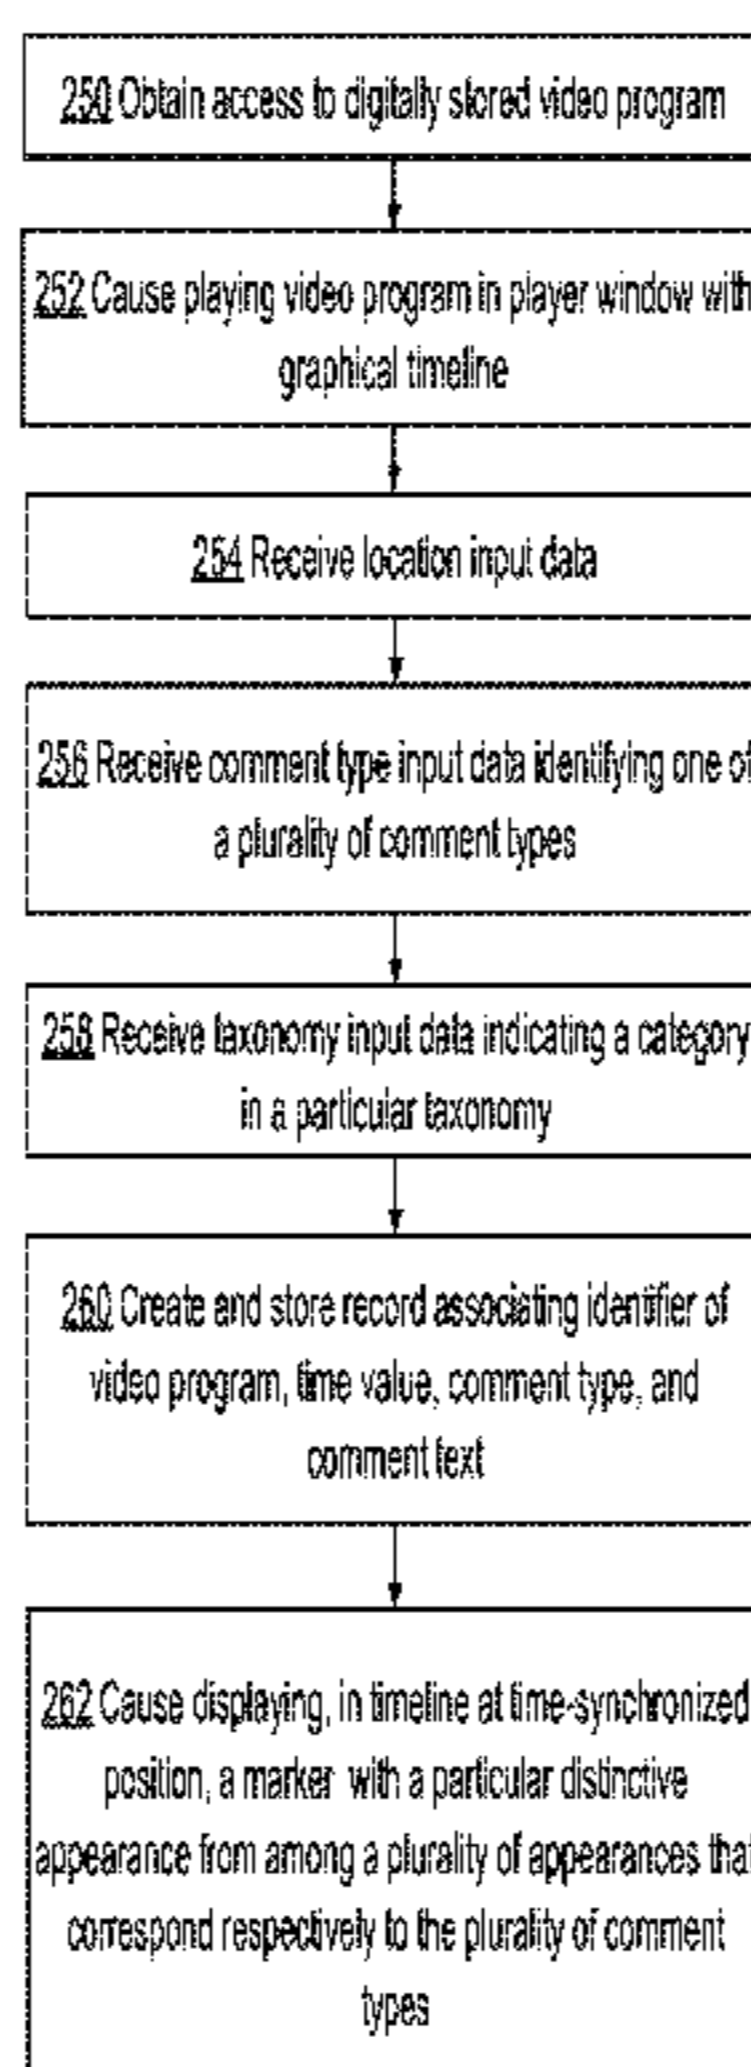 250 Obtain access to digitally stored video program
252 Cause playing video program in player window with
graphical timeline
254 Receive location input data
256 Receive comment type input data identifying one of
a plurality of comment types
258 Receive taxonomy input data indicating a category
in a particular taxonomy
260 Create and store record associating identifier of
video program, time value, comment type, and
comment text
262 Cause displaying, in timeline at time-synchronized
position, a marker with a particular distinctive
appearance from among a plurality of appearances that
correspond respectively to the plurality of comment
types